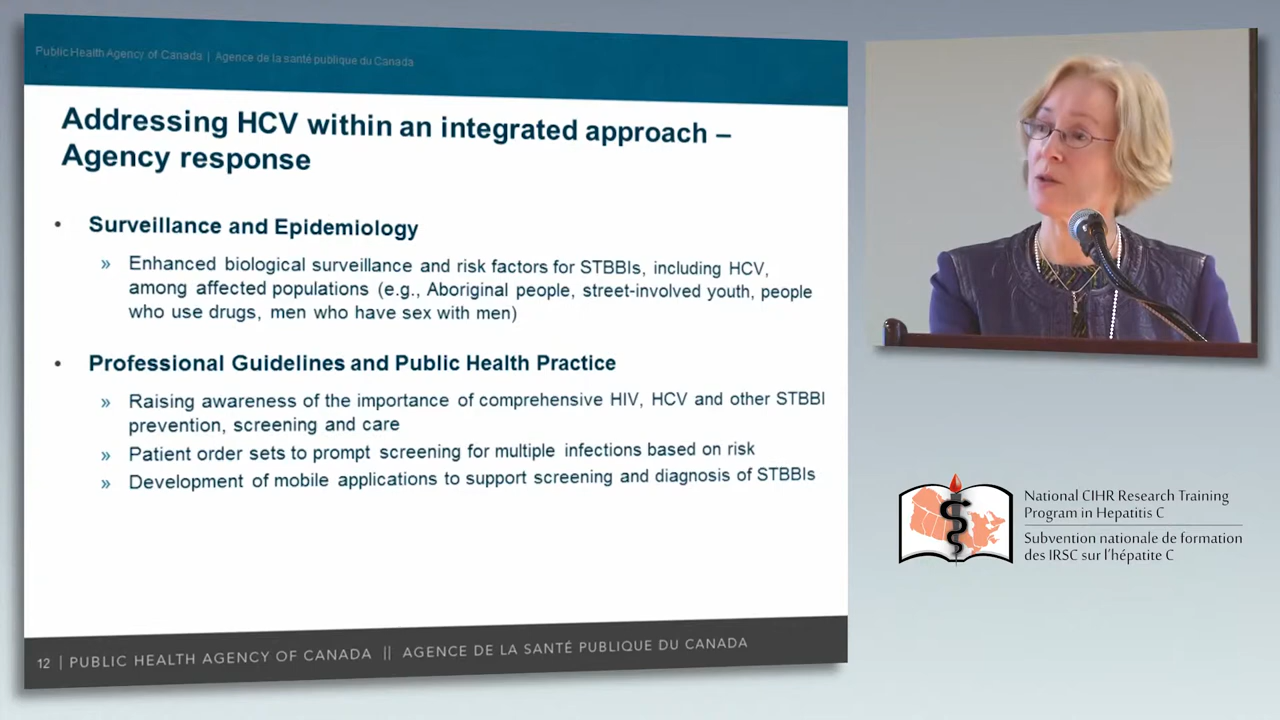 Public Health Agency of Canada | Agence de la santé publique du Canada
Addressing HCV within an integrated approach –
Agency response
• Surveillance and Epidemiology
» Enhanced biological surveillance and risk factors for STBBIs, including HCV,
among affected populations (e.g., Aboriginal people, street-involved youth, people
who use drugs, men who have sex with men)
• Professional Guidelines and Public Health Practice
» Raising awareness of the importance of comprehensive HIV, HCV and other STBBI
prevention, screening and care
» Patient order sets to prompt screening for multiple infections based on risk
» Development of mobile applications to support screening and diagnosis of STBBIs
12 | PUBLIC HEALTH AGENCY OF CANADA || AGENCE DE LA SANTÉ PUBLIQUE DU CANADA
National CIHR Research Training
Program in Hepatitis C
Subvention nationale de formation
des IRSC sur l'hépatite C